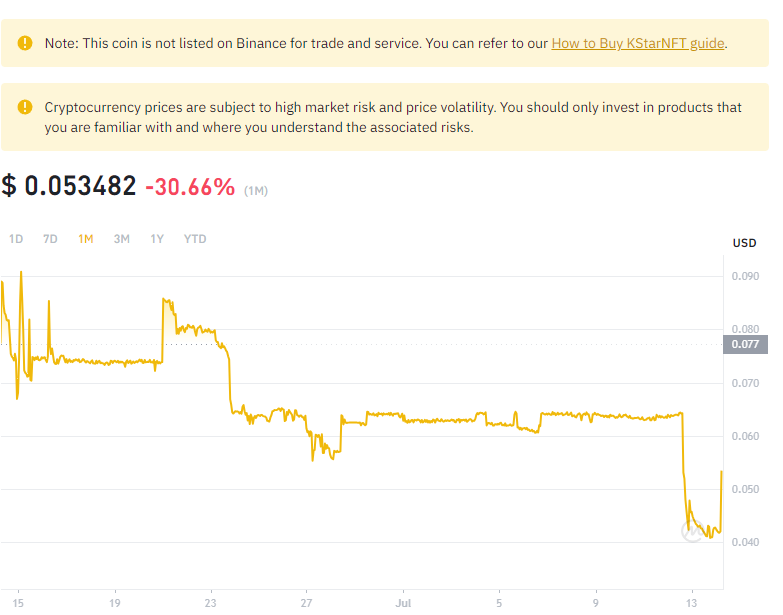 Note: This coin is not listed on Binance for trade and service. You can refer to our How to Buy KStarNFT guide.
Cryptocurrency prices are subject to high market risk and price volatility. You should only invest in products that
you are familiar with and where you understand the associated risks.
$ 0.053482 -30.66% (1M)
1D 7D 1M 3M 1Y YTD
USD
0.090
0.080
0.077
0.070
0.060
0.050
0.040
15 19 23 27 Jul 5 9 13